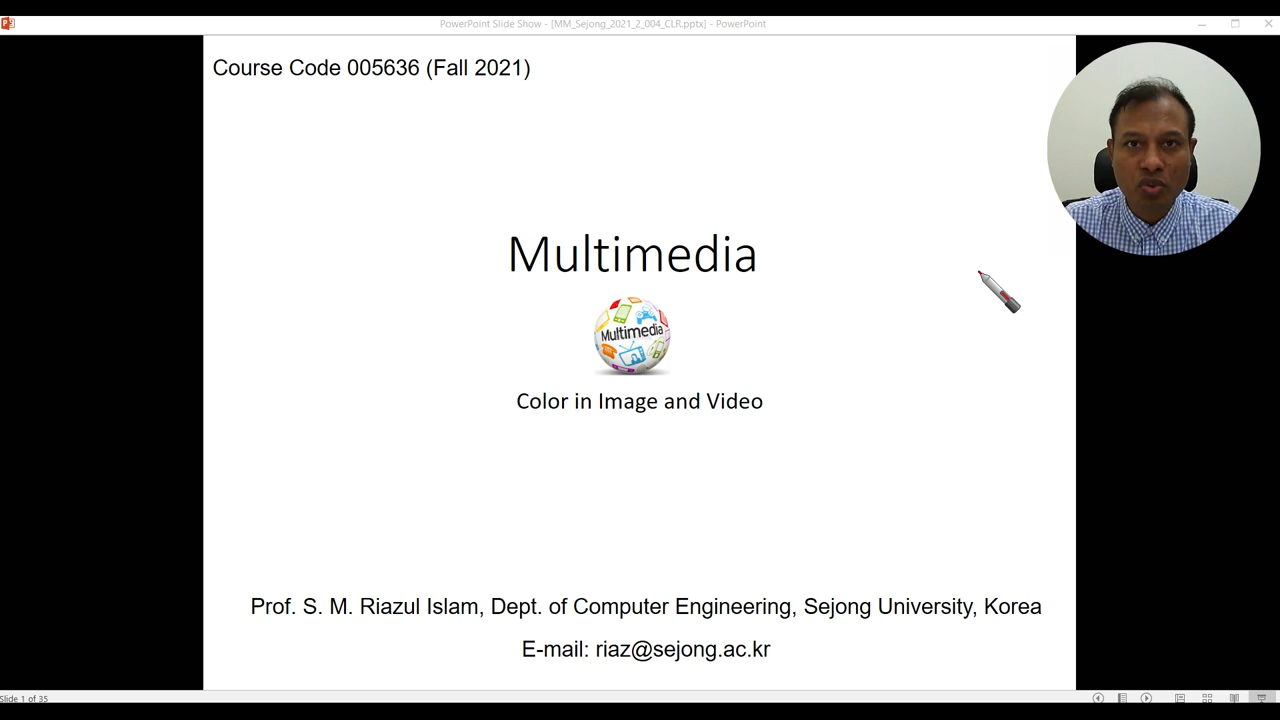 PowerPoint Slide Show - [MM_Sejong_2021_2_004_CLR.pptx] - PowerPoint
Course Code 005636 (Fall 2021)
Multimedia
Multimedia
Color in Image and Video
Prof. S. M. Riazul Islam, Dept. of Computer Engineering, Sejong University, Korea
E-mail: riaz@sejong.ac.kr
Slide 1 of 35